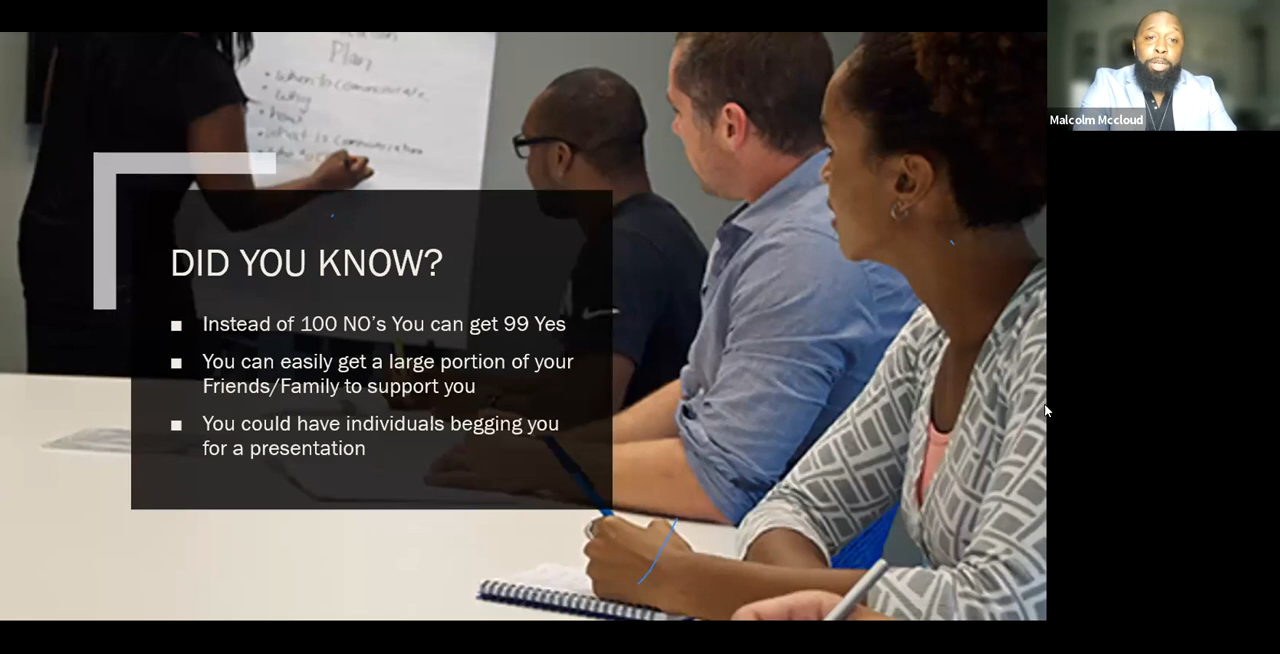 Plan
• When to communicate
• Why
• how
• What is communication
DID YOU KNOW?
■ Instead of 100 NO's You can get 99 Yes
■ You can easily get a large portion of your
Friends/Family to support you
■ You could have individuals begging you
for a presentation
Malcolm Mccloud